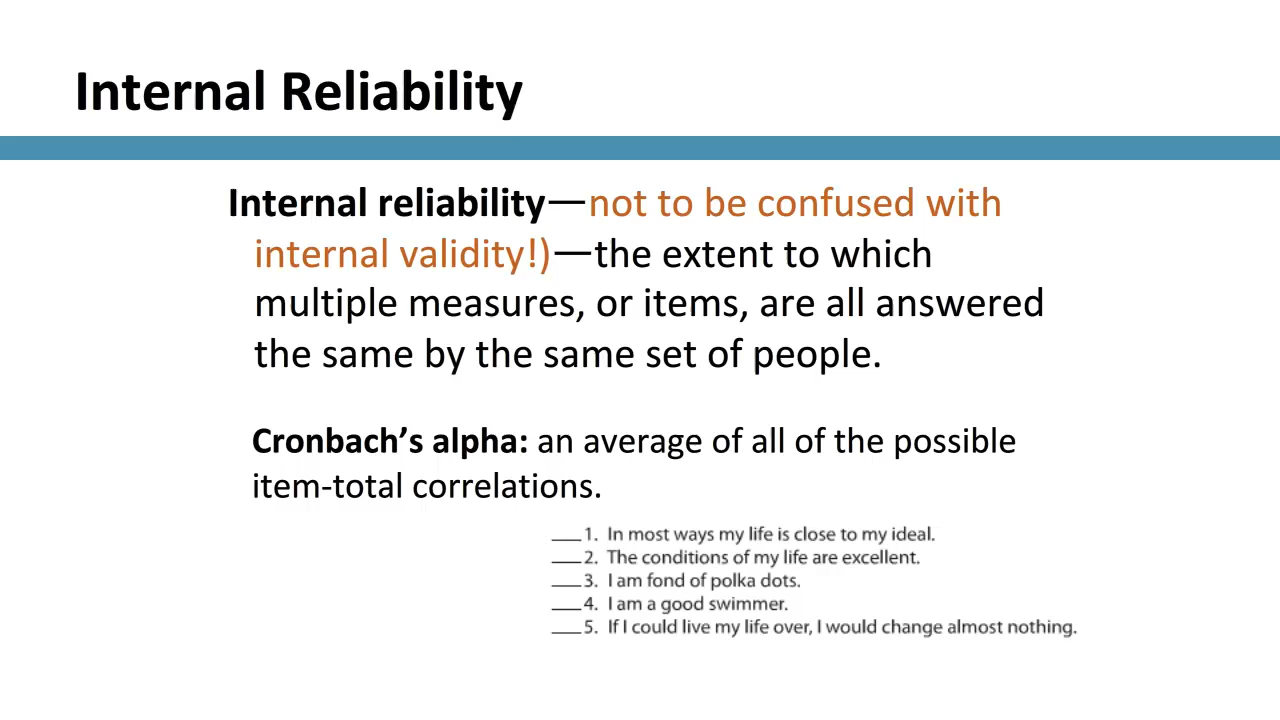 Internal Reliability
Internal reliability—not to be confused with
internal validity!)—the extent to which
multiple measures, or items, are all answered
the same by the same set of people.
Cronbach’s alpha: an average of all of the possible
item-total correlations.
___1. In most ways my life is close to my ideal.
___2. The conditions of my life are excellent.
___3. I am fond of polka dots.
___4. I am a good swimmer.
___5. If I could live my life over, I would change almost nothing.